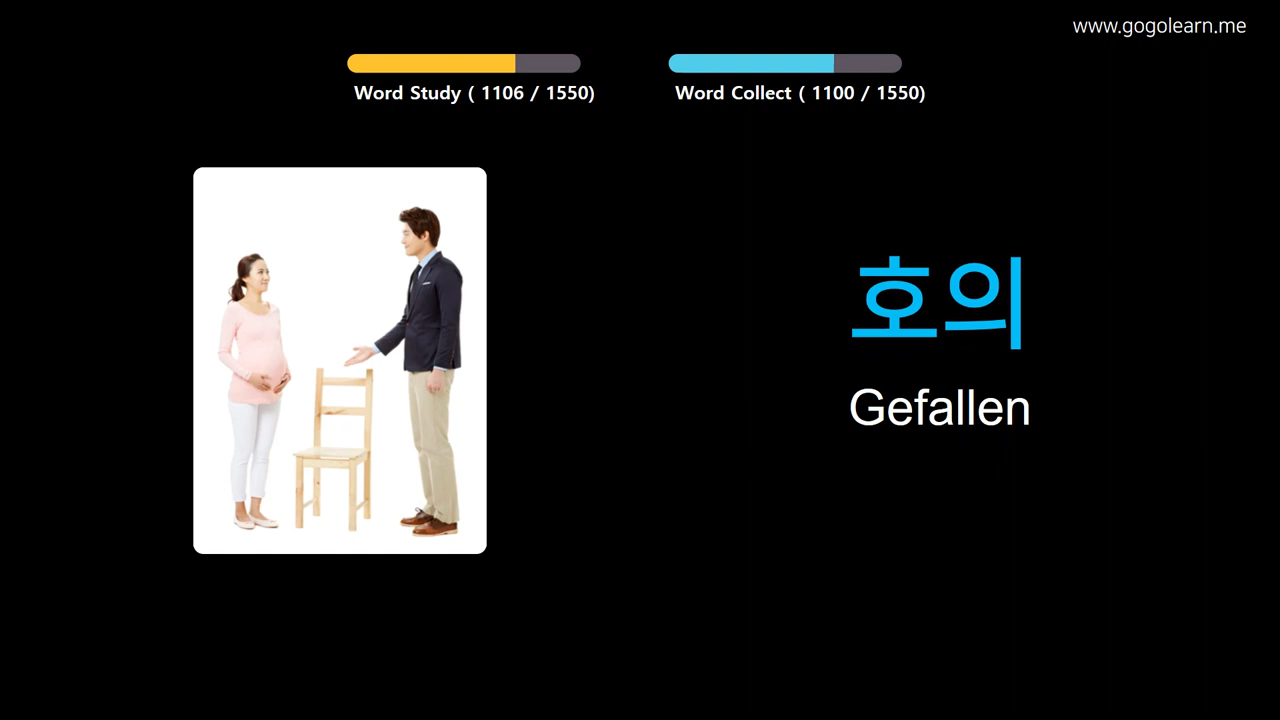 www.gogolearn.me
Word Study ( 1106 / 1550)
Word Collect ( 1100 / 1550)
호의
Gefallen